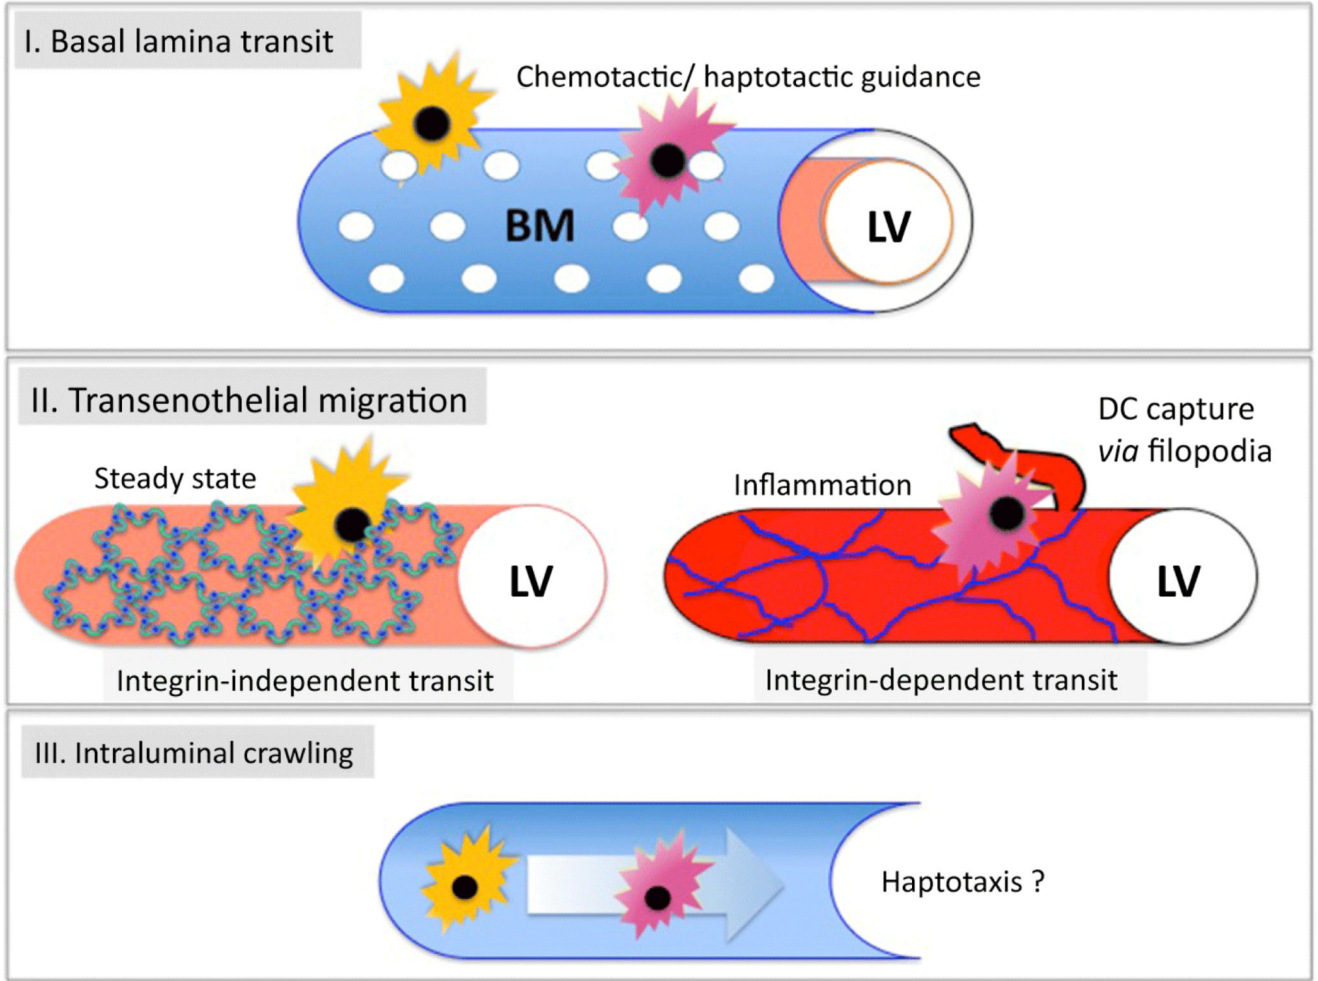 I. Basal lamina transit
Chemotactic/ haptotactic guidance
BM
LV
II. Transenothelial migration
Steady state
LV
Integrin-independent transit
DC capture
via filopodia
Inflammation
LV
Integrin-dependent transit
III. Intraluminal crawling
Haptotaxis ?